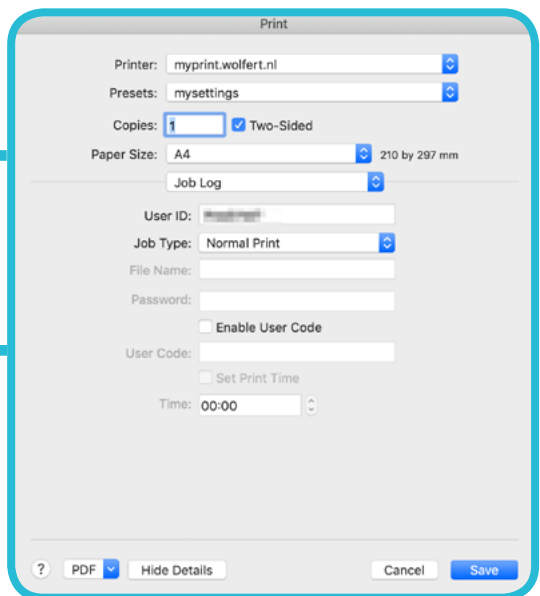 Print
Printer: myprint.wolfert.nl
Presets: mysettings
Copies: 1 Two-Sided
Paper Size: A4 210 by 297 mm
Job Log
User ID:
Job Type: Normal Print
File Name:
Password:
Enable User Code
User Code:
Set Print Time
Time: 00:00
? PDF Hide Details Cancel Save